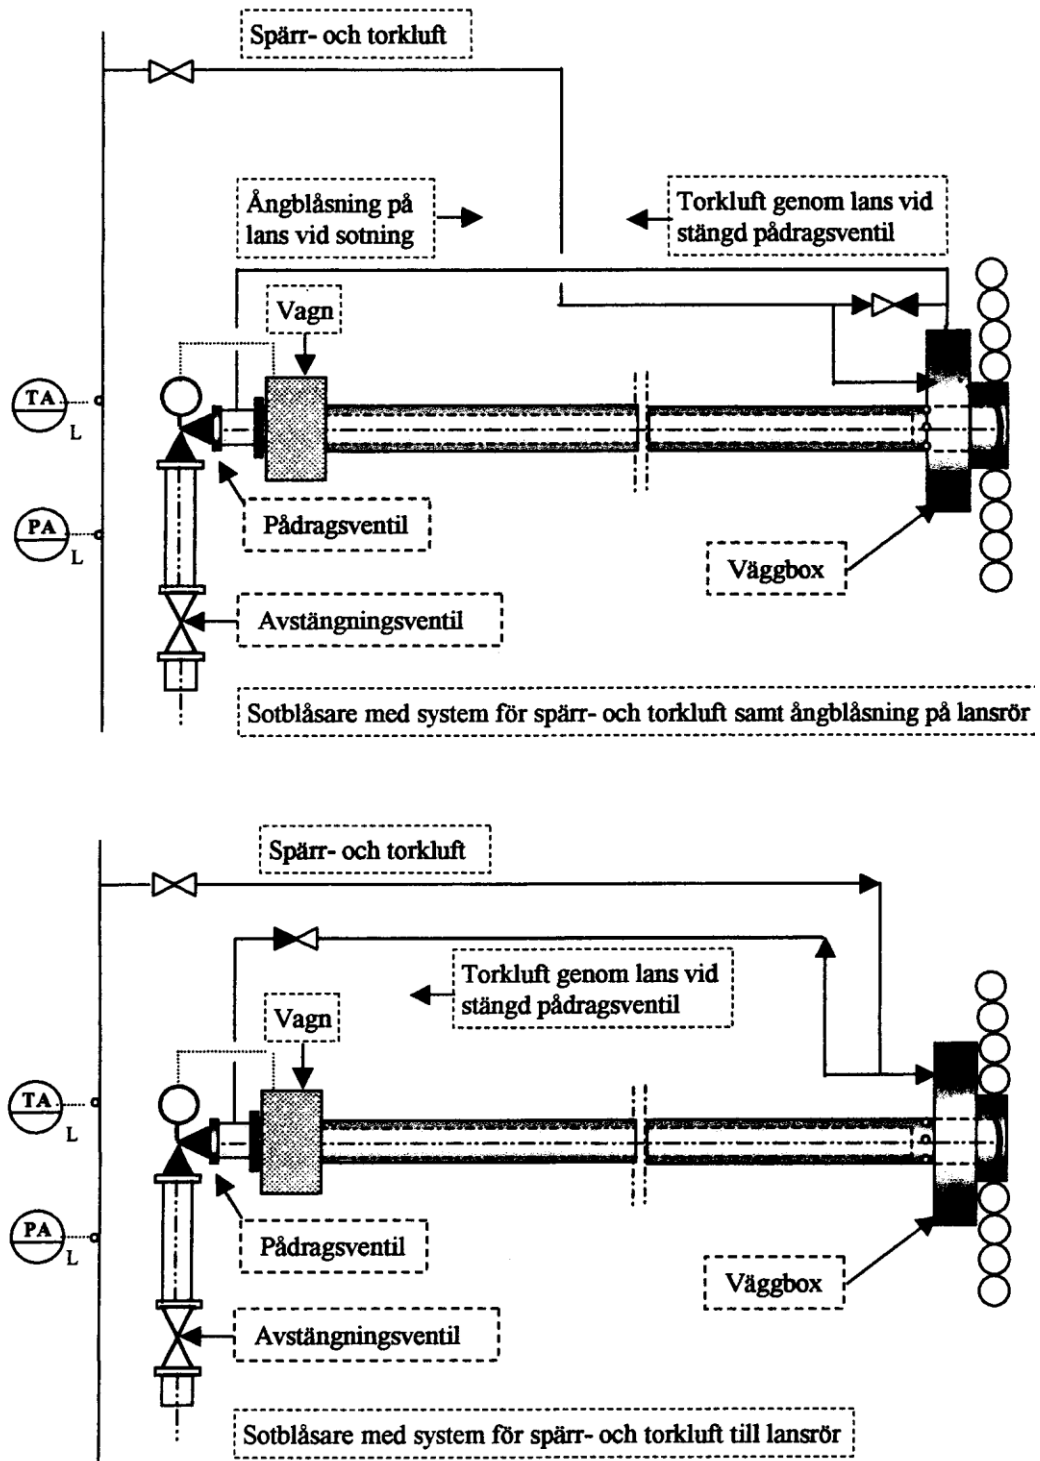 Spärr- och torkluft
Ångblåsning på
lans vid sotning
Torkluft genom lans vid
stängd pådragsventil
Vagn
TA
L
PA
L
Pådragsventil
Väggbox
Avstängningsventil
Sotblåsare med system för spärr- och torkluft samt ångblåsning på lansrör
Spärr- och torkluft
Torkluft genom lans vid
stängd pådragsventil
Vagn
TA
L
PA
L
Pådragsventil
Väggbox
Avstängningsventil
Sotblåsare med system för spärr- och torkluft till lansrör